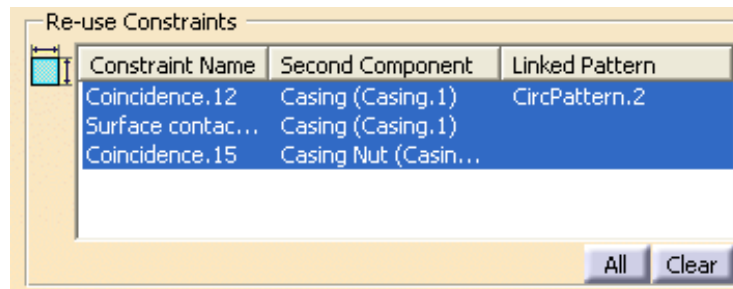 Re-use Constraints
Constraint Name Second Component Linked Pattern
Coincidence.12 Casing (Casing.1) CircPattern.2
Surface contac... Casing (Casing.1)
Coincidence.15 Casing Nut (Casin...
All Clear